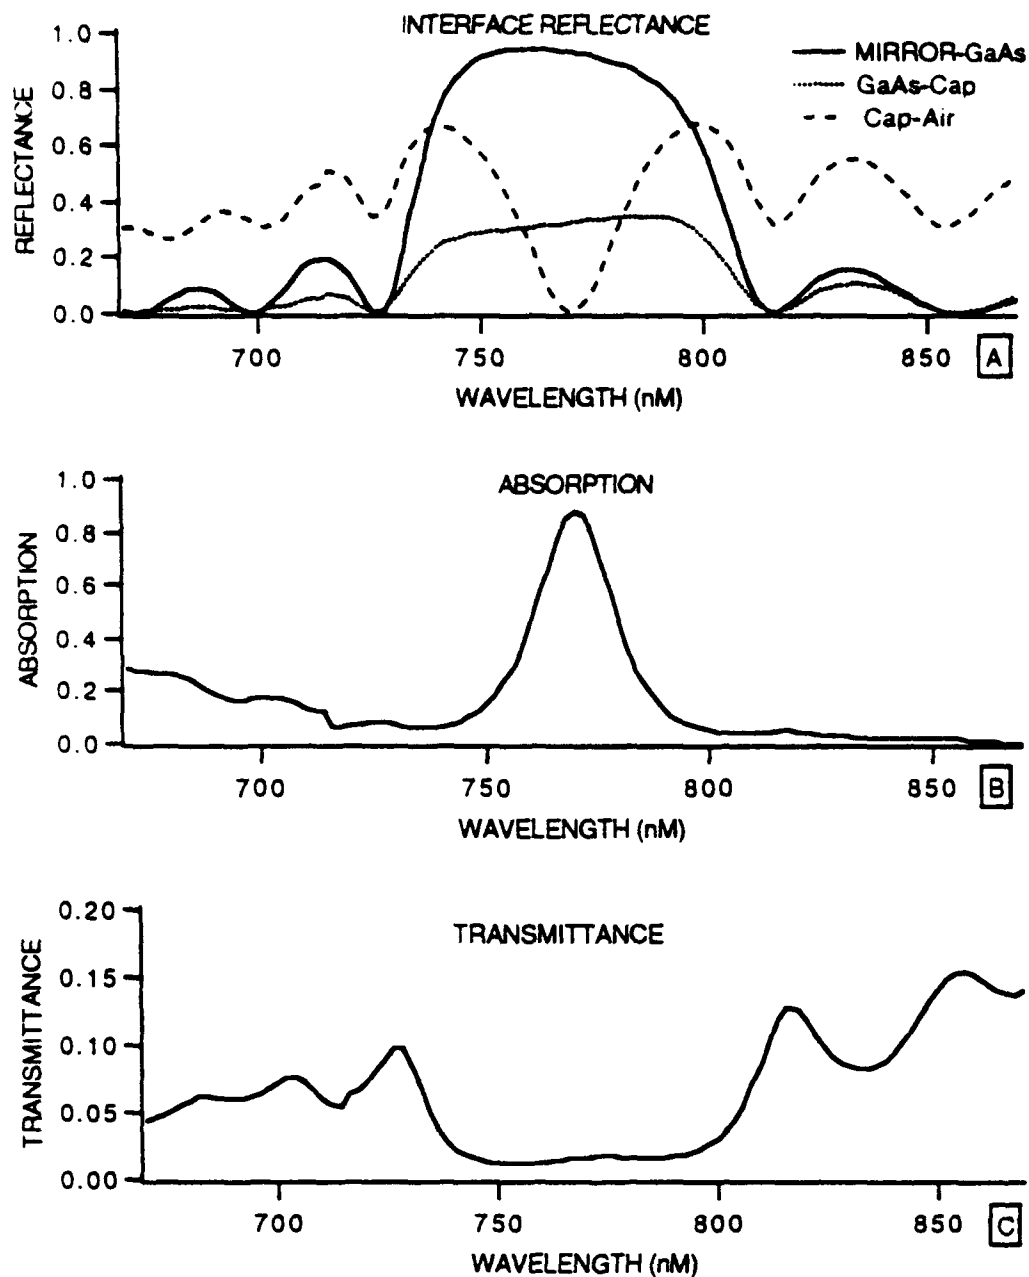 INTERFACE REFLECTANCE
MIRROR-GaAs
GaAs-Cap
Cap-Air
REFLECTANCE
1.0
0.8
0.6
0.4
0.2
0.0
700 750 800 850
A
WAVELENGTH (nM)
ABSORPTION
ABSORPTION
1.0
0.8
0.6
0.4
0.2
0.0
700 750 800 850
B
WAVELENGTH (nM)
TRANSMITTANCE
TRANSMITTANCE
0.20
0.15
0.10
0.05
0.00
700 750 800 850
C
WAVELENGTH (nM)